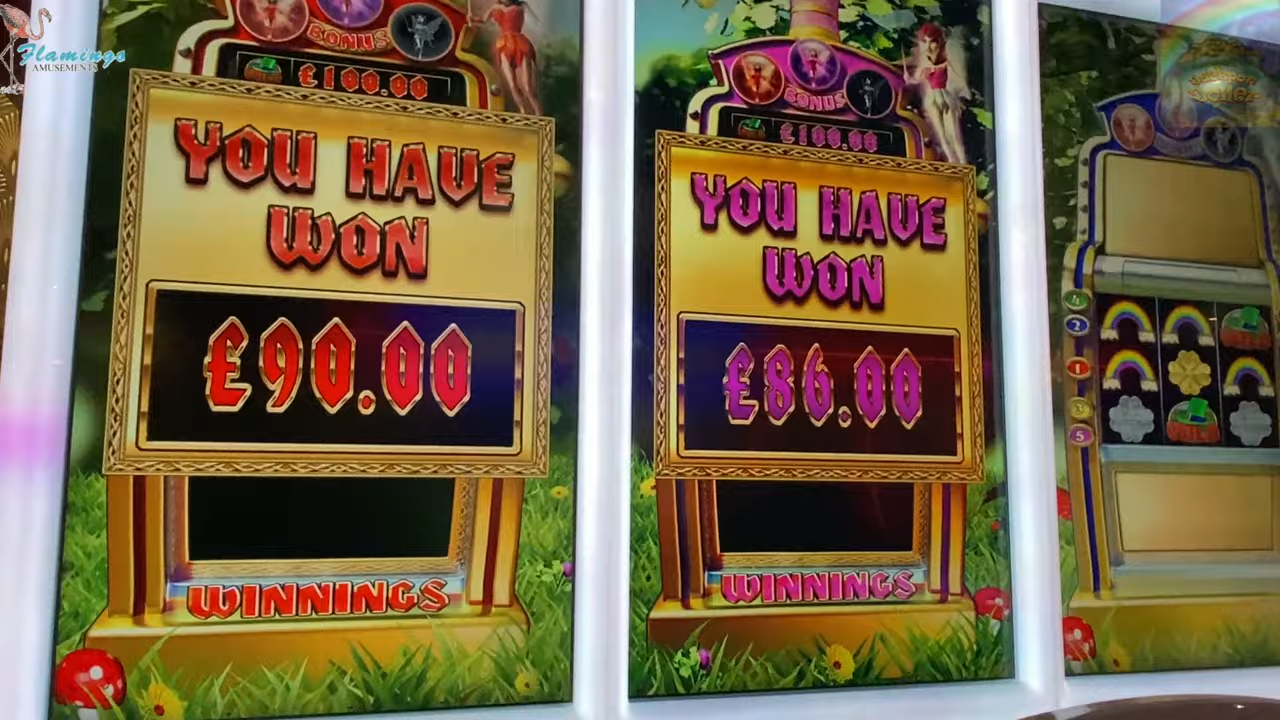 Flamingo
AMUSEMENTS
BONUS
£100.00
YOU HAVE
WON
£90.00
WINNINGS
BONUS
£100.00
YOU HAVE
WON
£86.00
WINNINGS
4
2
1
3
5